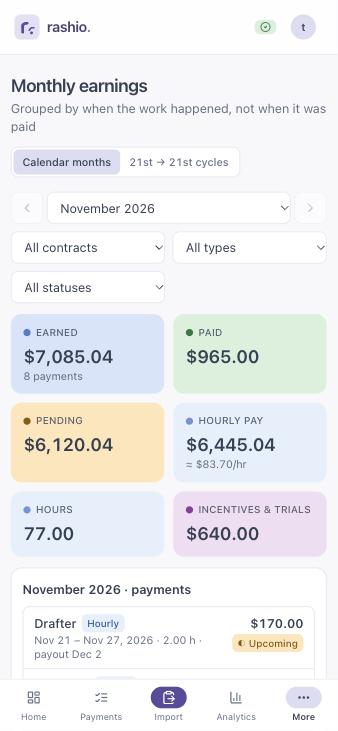 rashio.
t
Monthly earnings
Grouped by when the work happened, not when it was
paid
Calendar months
21st → 21st cycles
November 2026
All contracts
All types
All statuses
EARNED
$7,085.04
8 payments
PAID
$965.00
PENDING
$6,120.04
HOURLY PAY
$6,445.04
≈ $83.70/hr
HOURS
77.00
INCENTIVES & TRIALS
$640.00
November 2026 · payments
Drafter Hourly
$170.00
Nov 21 – Nov 27, 2026 · 2.00 h ·
payout Dec 2
Upcoming
Home
Payments
Import
Analytics
More